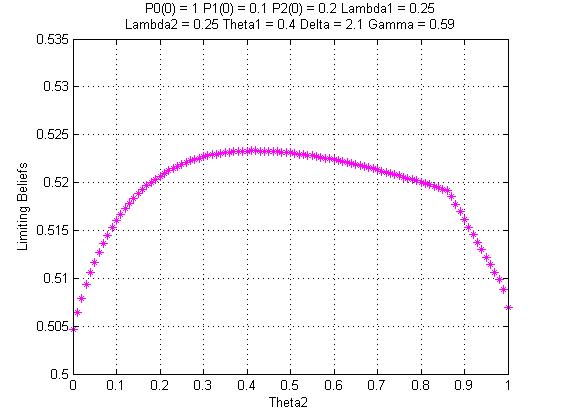 P0(0) = 1 P1(0) = 0.1 P2(0) = 0.2 Lambda1 = 0.25
Lambda2 = 0.25 Theta1 = 0.4 Delta = 2.1 Gamma = 0.59
0.535
0.53
0.525
0.52
0.515
0.51
0.505
0.5
Limiting Beliefs
0 0.1 0.2 0.3 0.4 0.5 0.6 0.7 0.8 0.9 1
Theta2